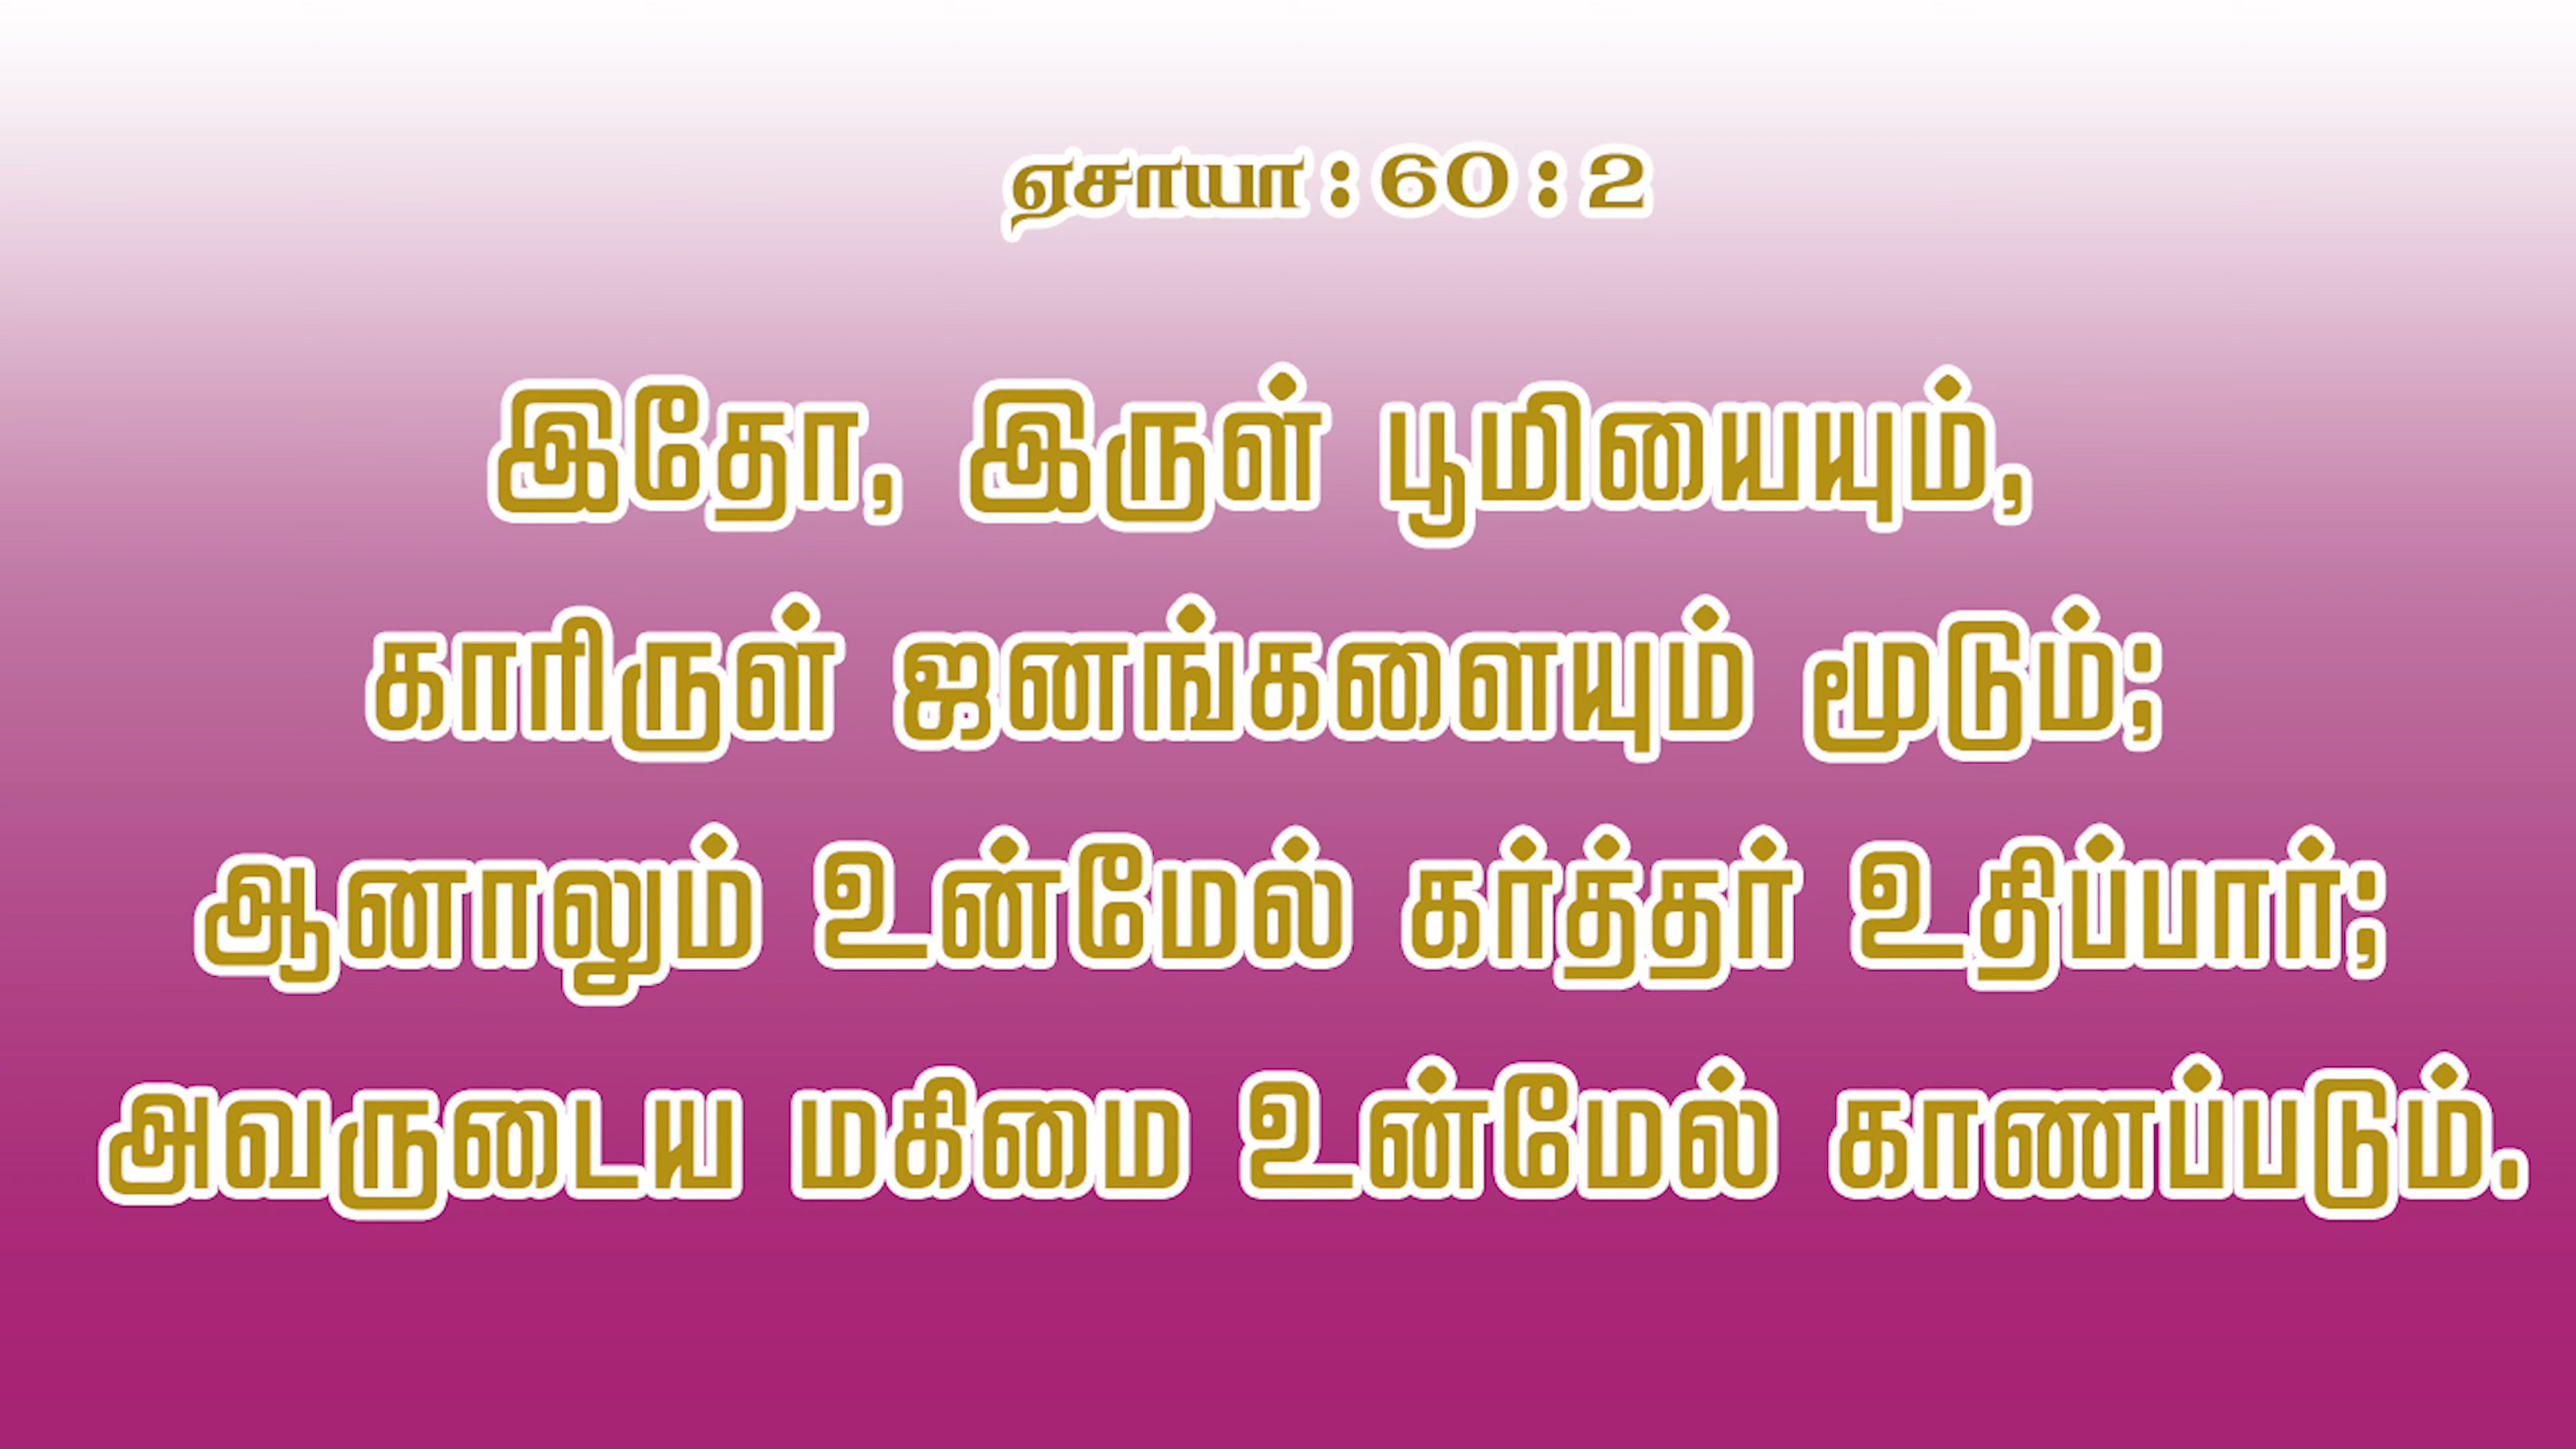 ஏசாயா : 60 : 2
இதோ, இருள் பூமியையும்,
காரிருள் ஜனங்களையும் மூடும்;
ஆனாலும் உன்மேல் கர்த்தர் உதிப்பார்;
அவருடைய மகிமை உன்மேல் காணப்படும்.